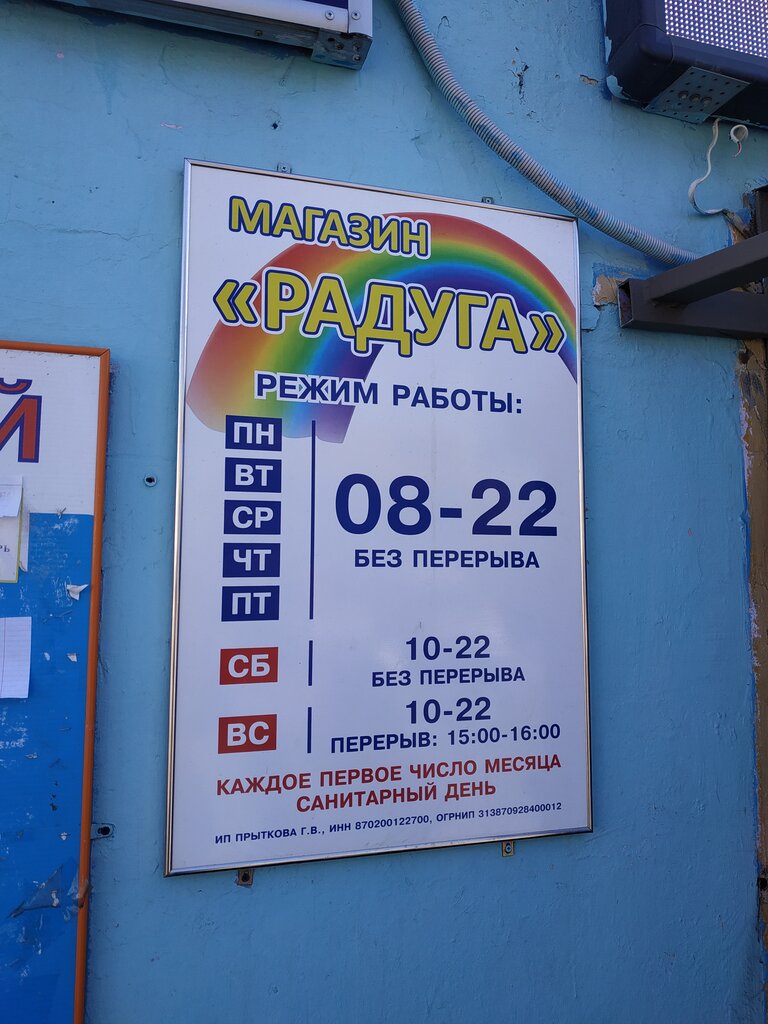 МАГАЗИН
«РАДУГА»
РЕЖИМ РАБОТЫ:
ПН
ВТ
СР
ЧТ
ПТ
08-22
БЕЗ ПЕРЕРЫВА
СБ
10-22
БЕЗ ПЕРЕРЫВА
ВС
10-22
ПЕРЕРЫВ: 15:00-16:00
КАЖДОЕ ПЕРВОЕ ЧИСЛО МЕСЯЦА
САНИТАРНЫЙ ДЕНЬ
ИП ПРЫТКОВА Г.В., ИНН 870200122700, ОГРНИП 313870928400012
Й